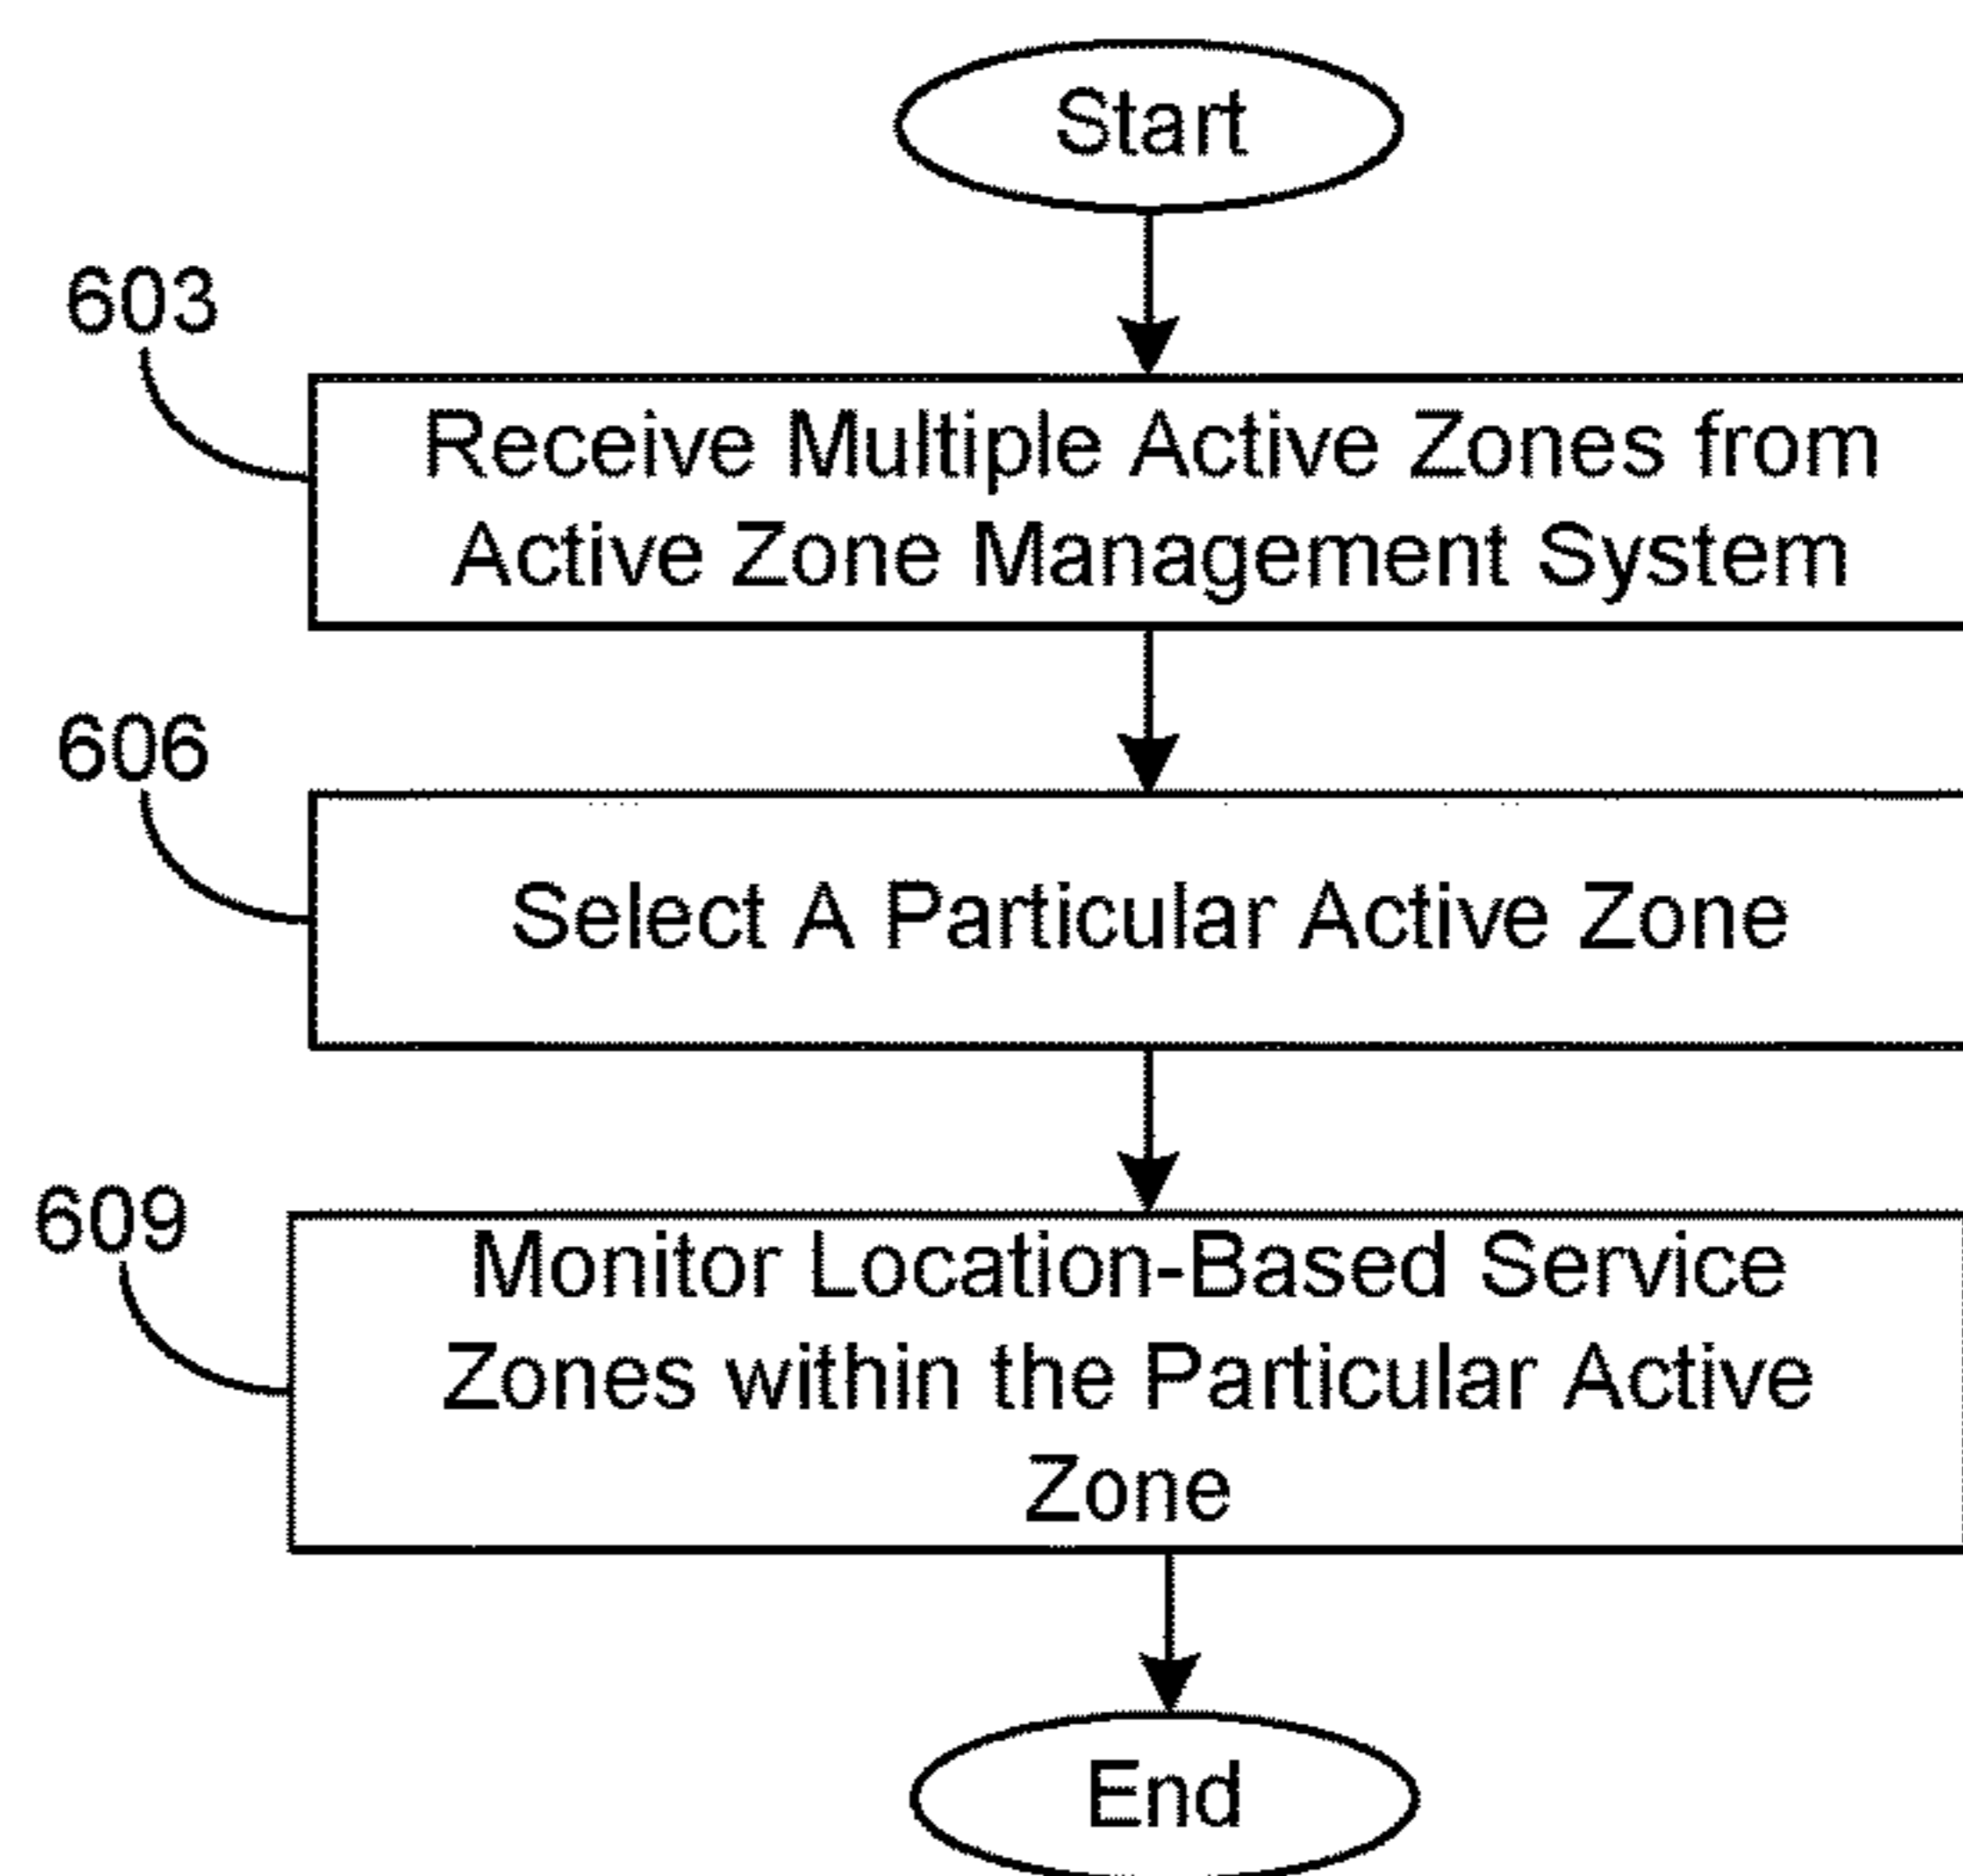 Start
603
Receive Multiple Active Zones from
Active Zone Management System
606
Select A Particular Active Zone
609
Monitor Location-Based Service
Zones within the Particular Active
Zone
End